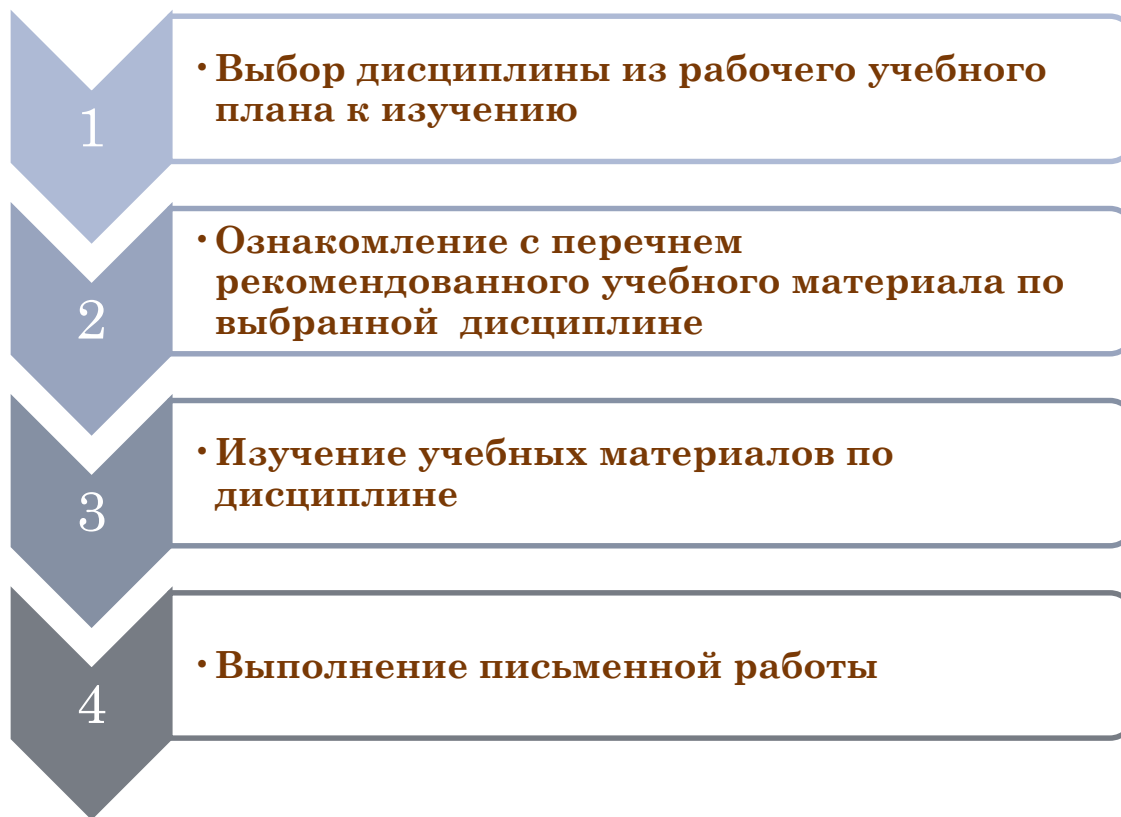 1
• Выбор дисциплины из рабочего учебного
плана к изучению
2
• Ознакомление с перечнем
рекомендованного учебного материала по
выбранной дисциплине
3
• Изучение учебных материалов по
дисциплине
4
• Выполнение письменной работы